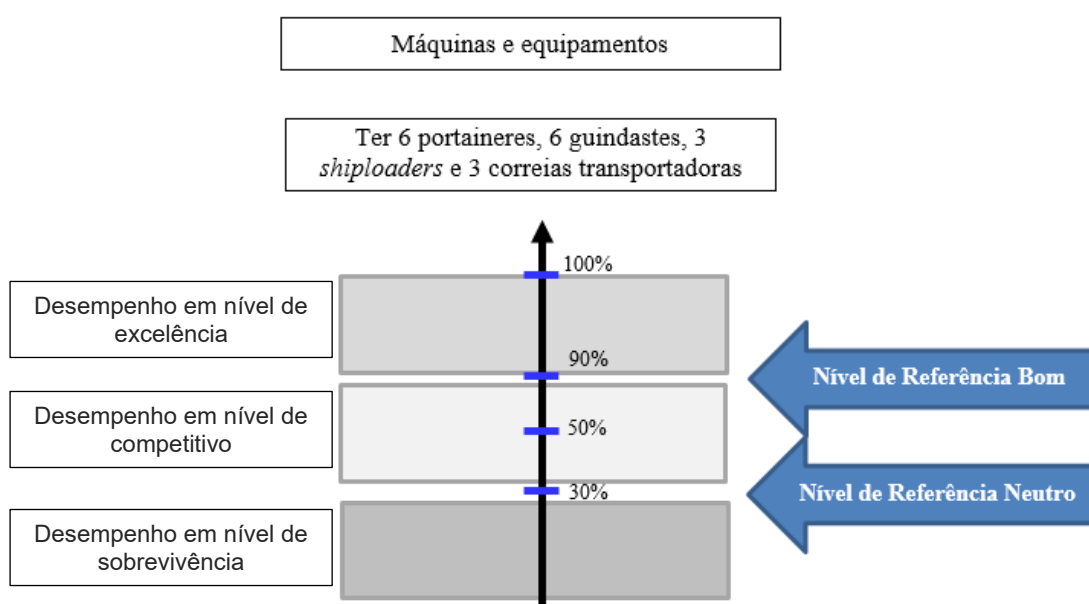 Máquinas e equipamentos
Ter 6 portaineres, 6 guindastes, 3
shiploaders e 3 correias transportadoras
100%
Desempenho em nível de
excelência
90%
Nível de Referência Bom
Desempenho em nível de
competitivo
50%
30%
Nível de Referência Neutro
Desempenho em nível de
sobrevivência